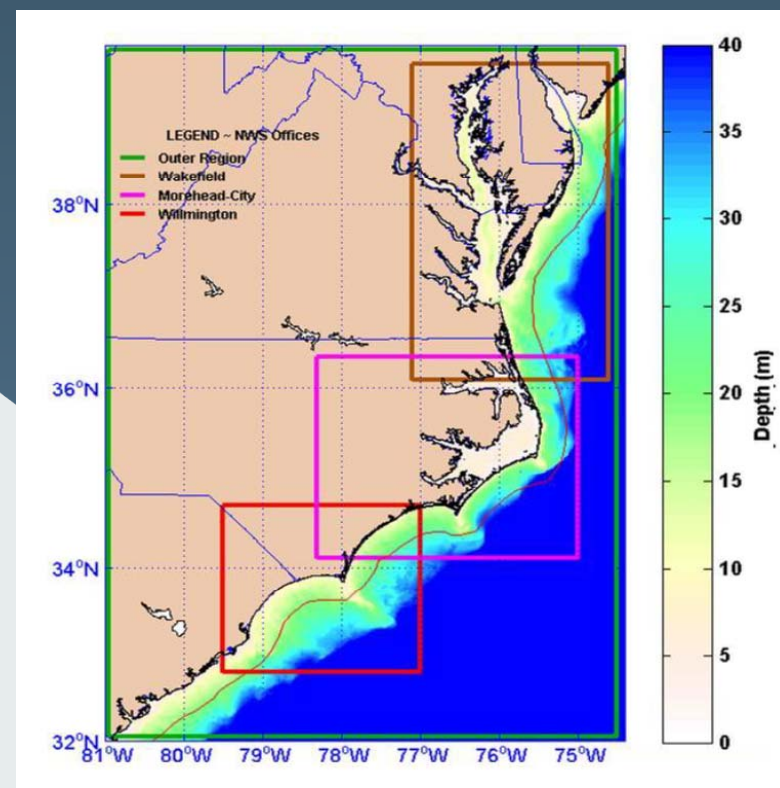 LEGEND ~ NWS Offices
Outer Region
Wakefield
Morehead-City
Willmington
38°N
36°N
34°N
32°N
81°W 80°W 79°W 78°W 77°W 76°W 75°W
40
35
30
25
20
15
10
5
0
Depth (m)